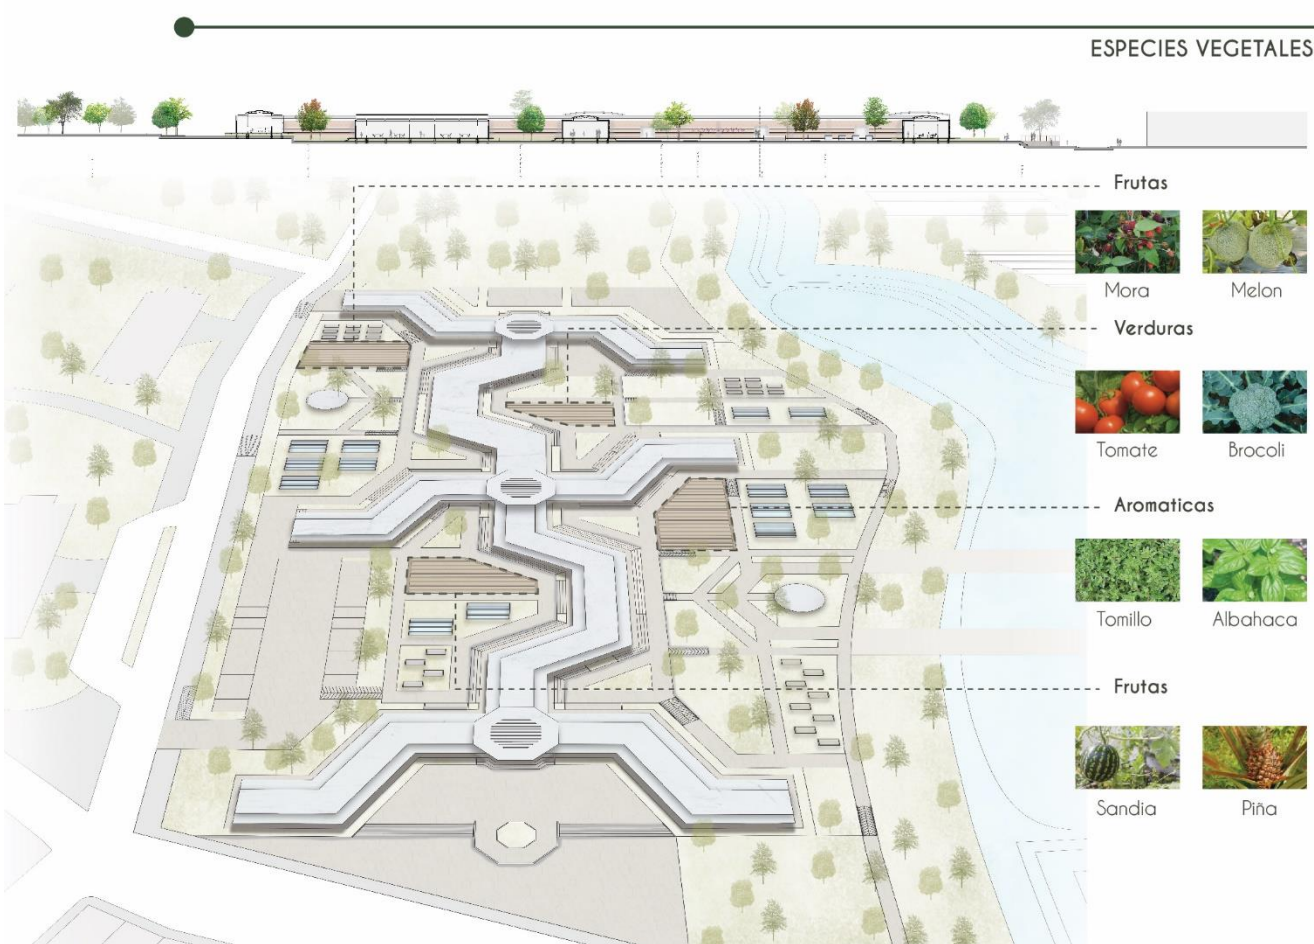 ESPECIES VEGETALES
Frutas
Mora Melon
Verduras
Tomate Brocoli
Aromaticas
Tomillo Albahaca
Frutas
Sandia Piña